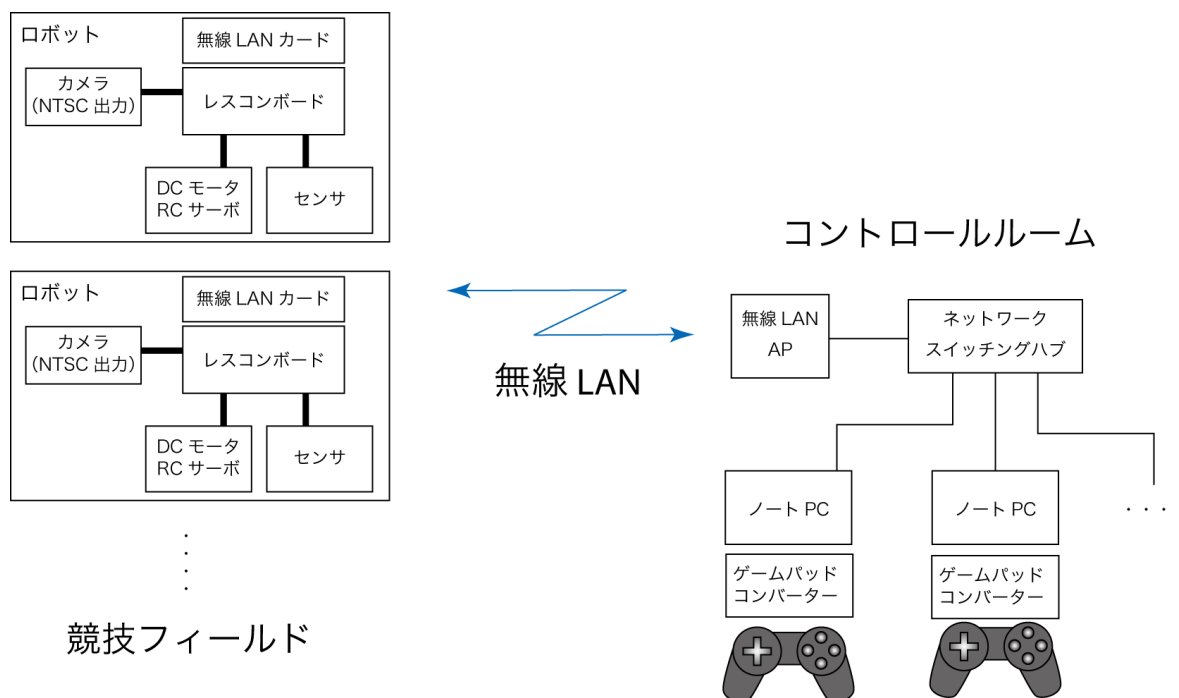 ロボット
無線 LAN カード
カメラ
(NTSC 出力)
レスコンボード
DC モータ
RC サーボ
センサ
ロボット
無線 LAN カード
カメラ
(NTSC 出力)
レスコンボード
DC モータ
RC サーボ
センサ
・・・・
競技フィールド
無線 LAN
コントロールルーム
無線 LAN
AP
ネットワーク
スイッチングハブ
ノート PC
ノート PC
・・・
ゲームパッド
コンバーター
ゲームパッド
コンバーター